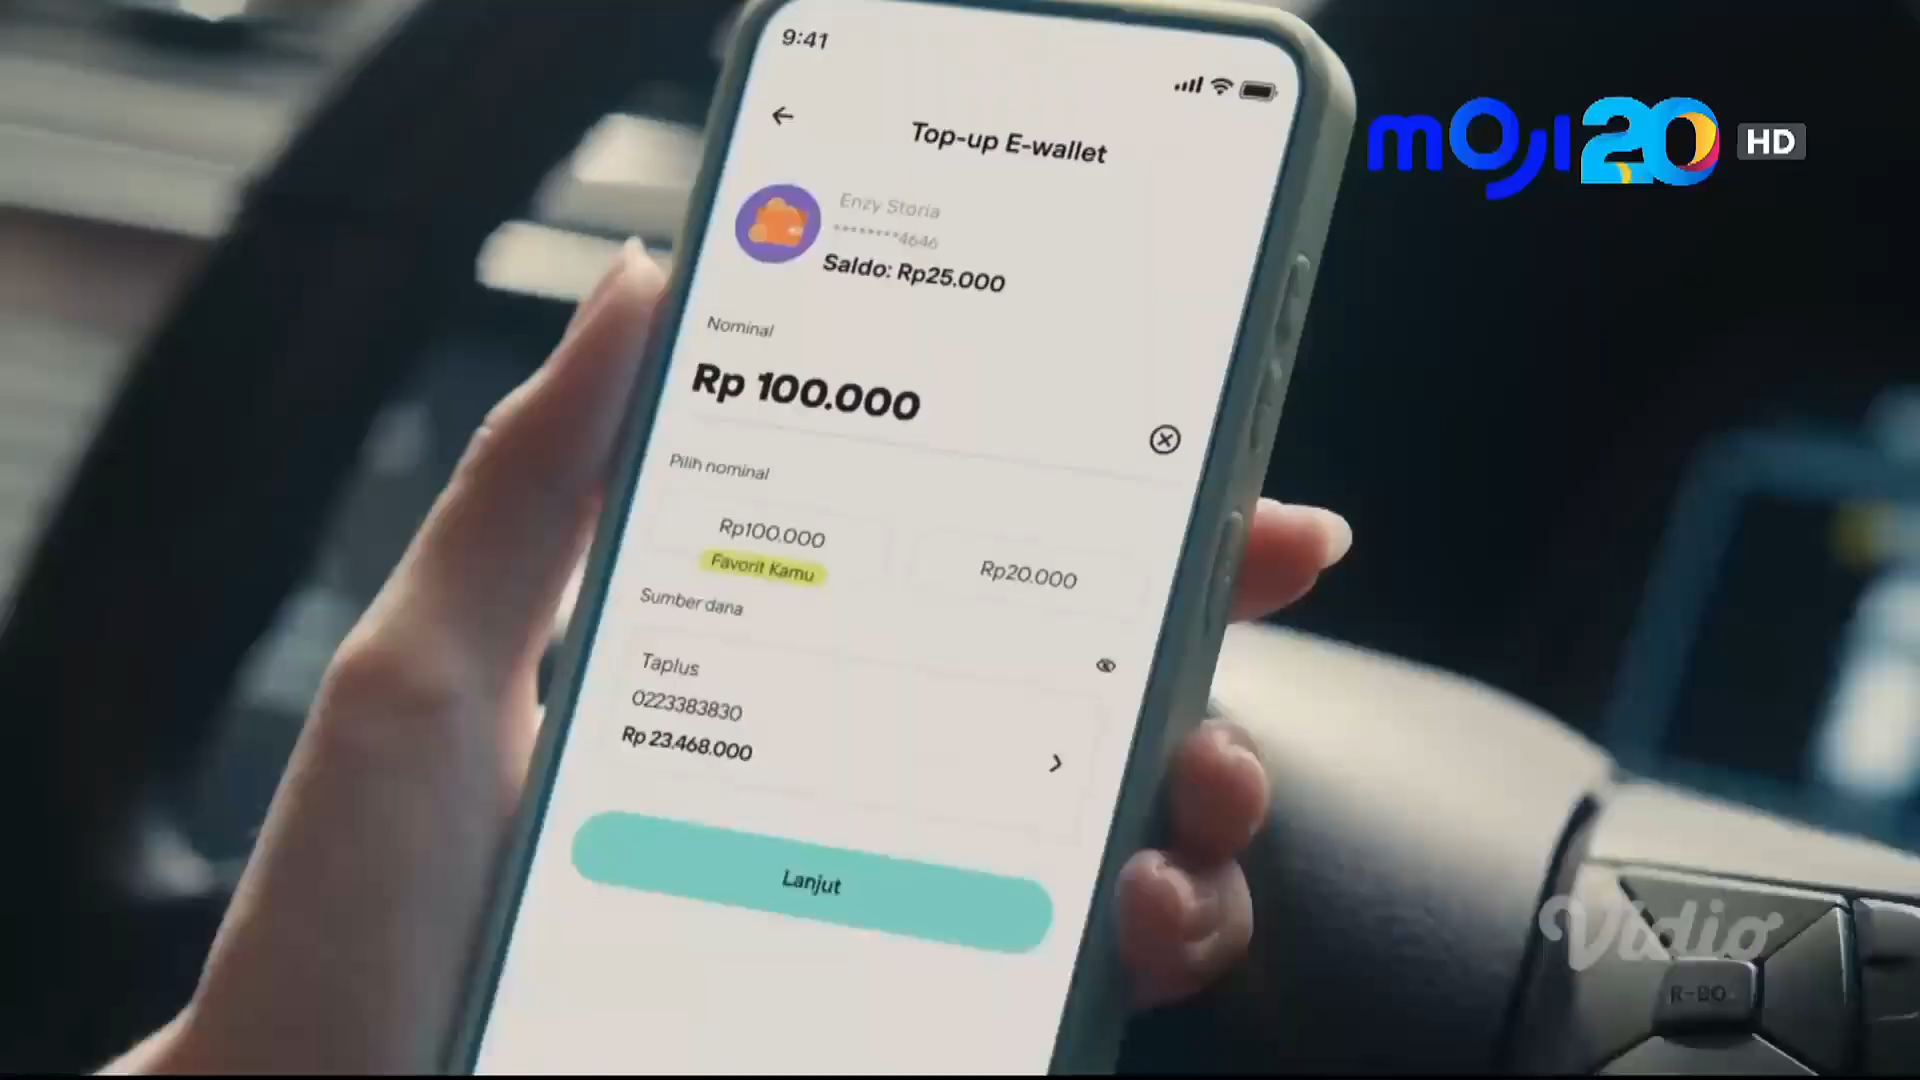 9:41
Top-up E-wallet
Enzy Storia
********4646
Saldo: Rp25.000
Nominal
Rp 100.000
Pilih nominal
Rp100.000
Favorit Kamu
Rp20.000
Sumber dana
Taplus
0223383830
Rp 23.468.000
Lanjut
moji 20 HD
Vidio